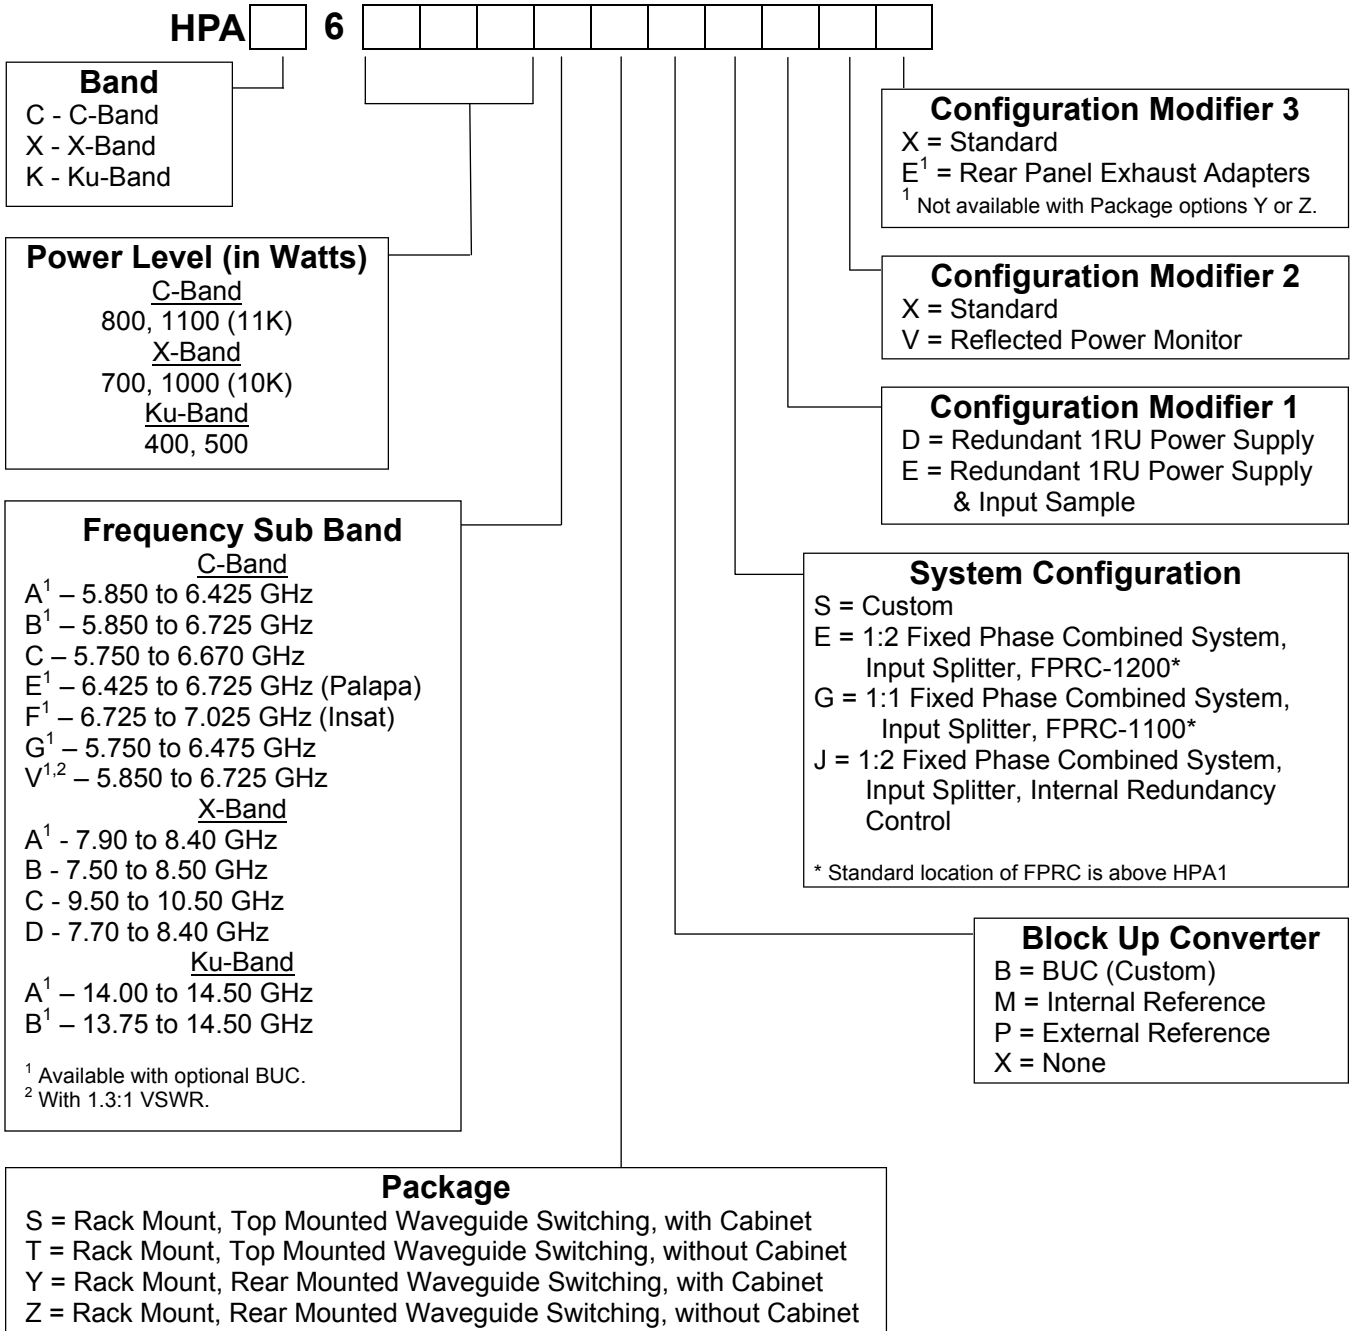 HPA 6
Band
C - C-Band
X - X-Band
K - Ku-Band
Power Level (in Watts)
C-Band
800, 1100 (11K)
X-Band
700, 1000 (10K)
Ku-Band
400, 500
Frequency Sub Band
C-Band
A¹ – 5.850 to 6.425 GHz
B¹ – 5.850 to 6.725 GHz
C – 5.750 to 6.670 GHz
E¹ – 6.425 to 6.725 GHz (Palapa)
F¹ – 6.725 to 7.025 GHz (Insat)
G¹ – 5.750 to 6.475 GHz
V¹,² – 5.850 to 6.725 GHz
X-Band
A¹ - 7.90 to 8.40 GHz
B - 7.50 to 8.50 GHz
C - 9.50 to 10.50 GHz
D - 7.70 to 8.40 GHz
Ku-Band
A¹ – 14.00 to 14.50 GHz
B¹ – 13.75 to 14.50 GHz
¹ Available with optional BUC.
² With 1.3:1 VSWR.
Package
S = Rack Mount, Top Mounted Waveguide Switching, with Cabinet
T = Rack Mount, Top Mounted Waveguide Switching, without Cabinet
Y = Rack Mount, Rear Mounted Waveguide Switching, with Cabinet
Z = Rack Mount, Rear Mounted Waveguide Switching, without Cabinet
Configuration Modifier 3
X = Standard
E¹ = Rear Panel Exhaust Adapters
¹ Not available with Package options Y or Z.
Configuration Modifier 2
X = Standard
V = Reflected Power Monitor
Configuration Modifier 1
D = Redundant 1RU Power Supply
E = Redundant 1RU Power Supply
& Input Sample
System Configuration
S = Custom
E = 1:2 Fixed Phase Combined System,
Input Splitter, FPRC-1200*
G = 1:1 Fixed Phase Combined System,
Input Splitter, FPRC-1100*
J = 1:2 Fixed Phase Combined System,
Input Splitter, Internal Redundancy
Control
* Standard location of FPRC is above HPA1
Block Up Converter
B = BUC (Custom)
M = Internal Reference
P = External Reference
X = None